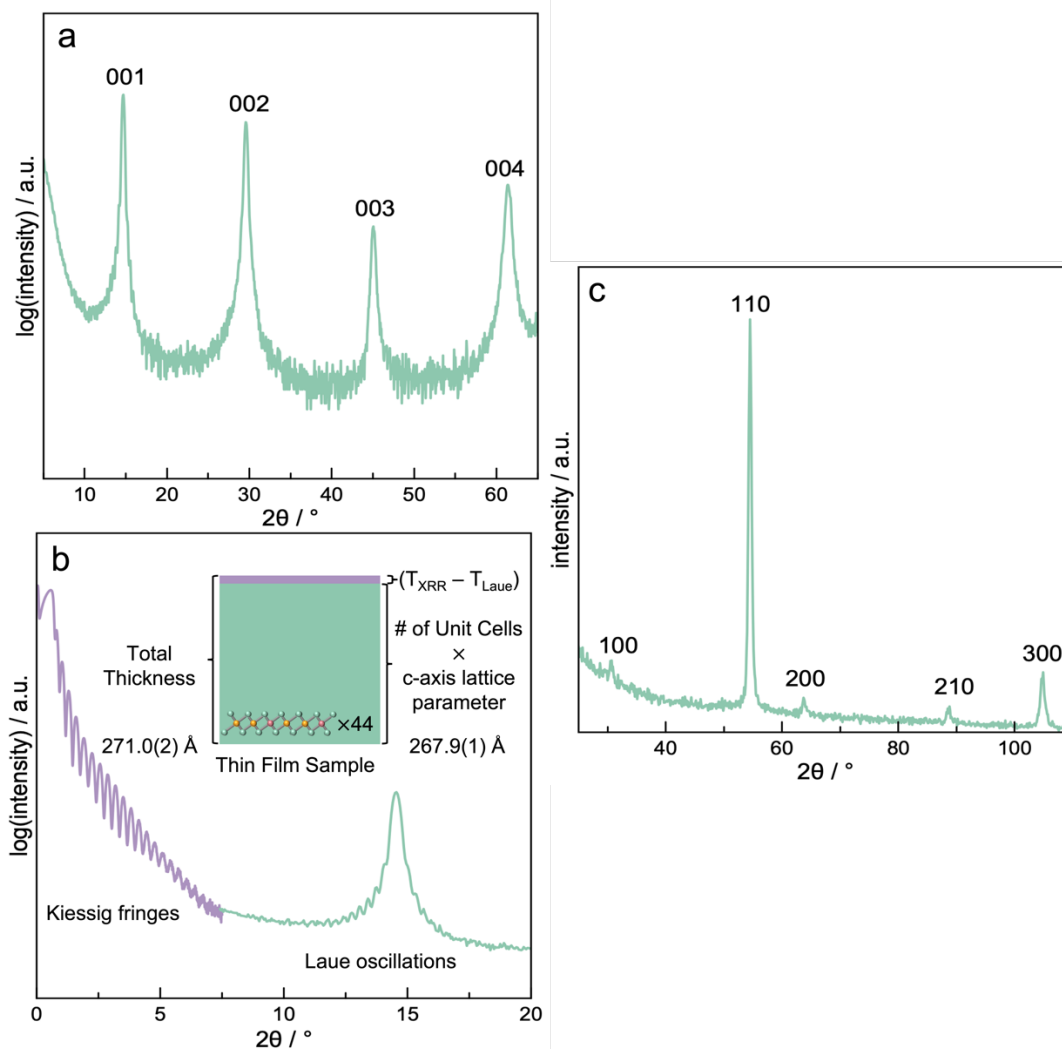 a
001
002
003
004
log(intensity) / a.u.
10 20 30 40 50 60
2θ / °
b
Total
Thickness
271.0(2) Å
(T_XRR − T_Laue)
# of Unit Cells
×
c-axis lattice
parameter
267.9(1) Å
×44
Thin Film Sample
Kiessig fringes
Laue oscillations
log(intensity) / a.u.
0 5 10 15 20
2θ / °
c
100
110
200
210
300
intensity / a.u.
40 60 80 100
2θ / °